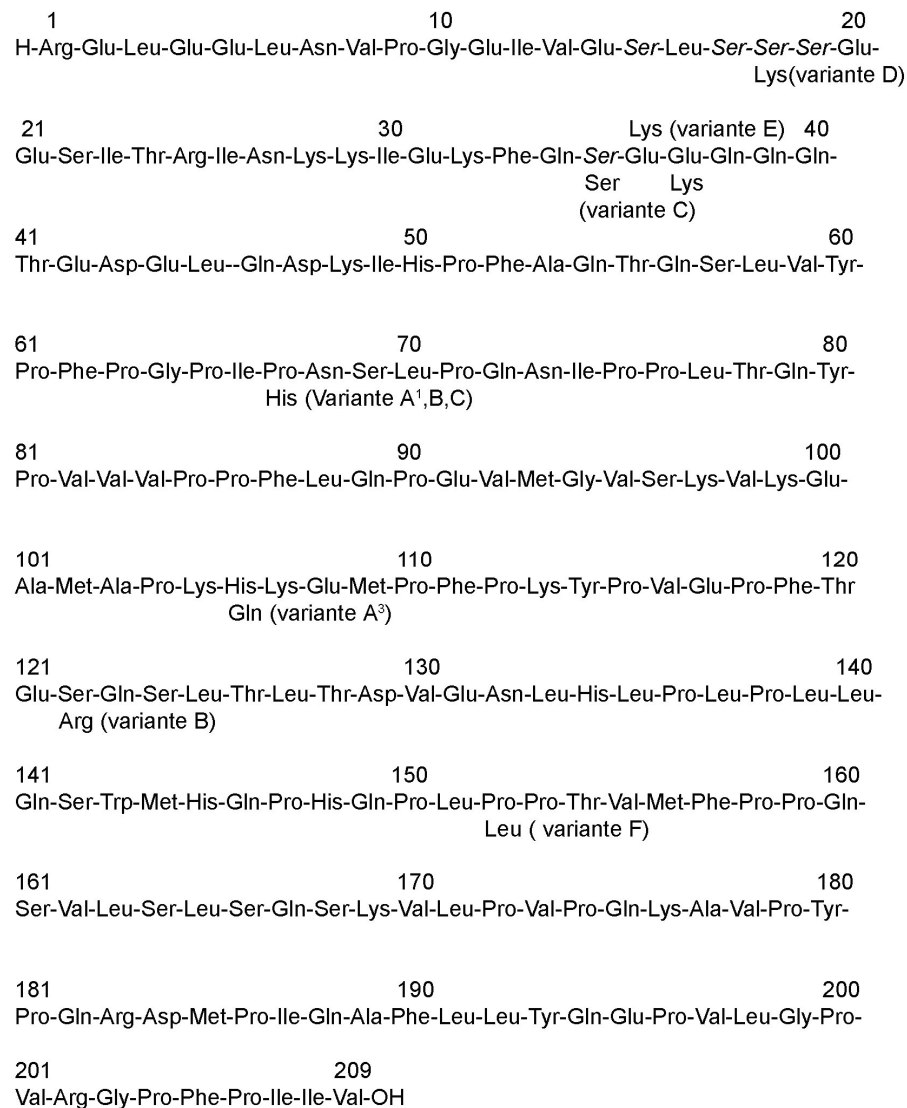 1 10 20
H-Arg-Glu-Leu-Glu-Glu-Leu-Asn-Val-Pro-Gly-Glu-Ile-Val-Glu-Ser-Leu-Ser-Ser-Ser-Glu-
Lys(variante D)
21 30 Lys (variante E) 40
Glu-Ser-Ile-Thr-Arg-Ile-Asn-Lys-Lys-Ile-Glu-Lys-Phe-Gln-Ser-Glu-Glu-Gln-Gln-Gln-
Ser Lys
(variante C)
41 50 60
Thr-Glu-Asp-Glu-Leu--Gln-Asp-Lys-Ile-His-Pro-Phe-Ala-Gln-Thr-Gln-Ser-Leu-Val-Tyr-
61 70 80
Pro-Phe-Pro-Gly-Pro-Ile-Pro-Asn-Ser-Leu-Pro-Gln-Asn-Ile-Pro-Pro-Leu-Thr-Gln-Tyr-
His (Variante A¹,B,C)
81 90 100
Pro-Val-Val-Val-Pro-Pro-Phe-Leu-Gln-Pro-Glu-Val-Met-Gly-Val-Ser-Lys-Val-Lys-Glu-
101 110 120
Ala-Met-Ala-Pro-Lys-His-Lys-Glu-Met-Pro-Phe-Pro-Lys-Tyr-Pro-Val-Glu-Pro-Phe-Thr
Gln (variante A³)
121 130 140
Glu-Ser-Gln-Ser-Leu-Thr-Leu-Thr-Asp-Val-Glu-Asn-Leu-His-Leu-Pro-Leu-Pro-Leu-Leu-
Arg (variante B)
141 150 160
Gln-Ser-Trp-Met-His-Gln-Pro-His-Gln-Pro-Leu-Pro-Pro-Thr-Val-Met-Phe-Pro-Pro-Gln-
Leu ( variante F)
161 170 180
Ser-Val-Leu-Ser-Leu-Ser-Gln-Ser-Lys-Val-Leu-Pro-Val-Pro-Gln-Lys-Ala-Val-Pro-Tyr-
181 190 200
Pro-Gln-Arg-Asp-Met-Pro-Ile-Gln-Ala-Phe-Leu-Leu-Tyr-Gln-Glu-Pro-Val-Leu-Gly-Pro-
201 209
Val-Arg-Gly-Pro-Phe-Pro-Ile-Ile-Val-OH